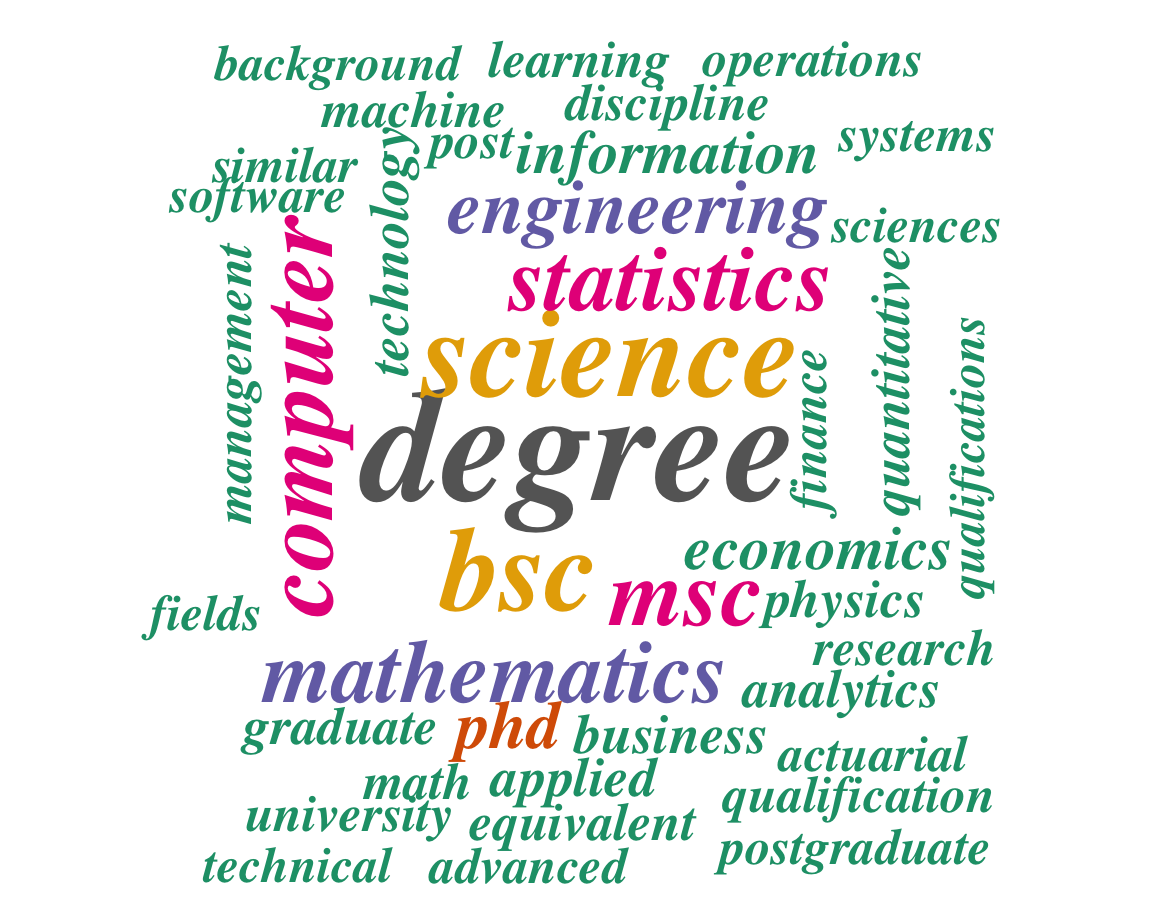 background learning operations
machine discipline
technology post information systems
similar
software engineering sciences
computer statistics
management quantitative
science
qualifications
finance
degree
bsc economics
msc physics
fields
research
mathematics analytics
graduate phd business
actuarial
math applied
qualification
university equivalent
postgraduate
technical advanced